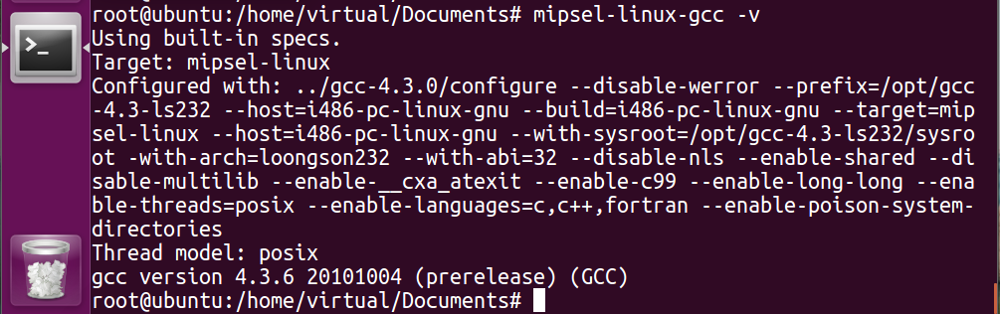 root@ubuntu:/home/virtual/Documents# mipsel-linux-gcc -v
Using built-in specs.
Target: mipsel-linux
Configured with: ../gcc-4.3.0/configure --disable-werror --prefix=/opt/gcc
-4.3-ls232 --host=i486-pc-linux-gnu --build=i486-pc-linux-gnu --target=mip
sel-linux --host=i486-pc-linux-gnu --with-sysroot=/opt/gcc-4.3-ls232/sysro
ot -with-arch=loongson232 --with-abi=32 --disable-nls --enable-shared --di
sable-multilib --enable-__cxa_atexit --enable-c99 --enable-long-long --ena
ble-threads=posix --enable-languages=c,c++,fortran --enable-poison-system-
directories
Thread model: posix
gcc version 4.3.6 20101004 (prerelease) (GCC)
root@ubuntu:/home/virtual/Documents#